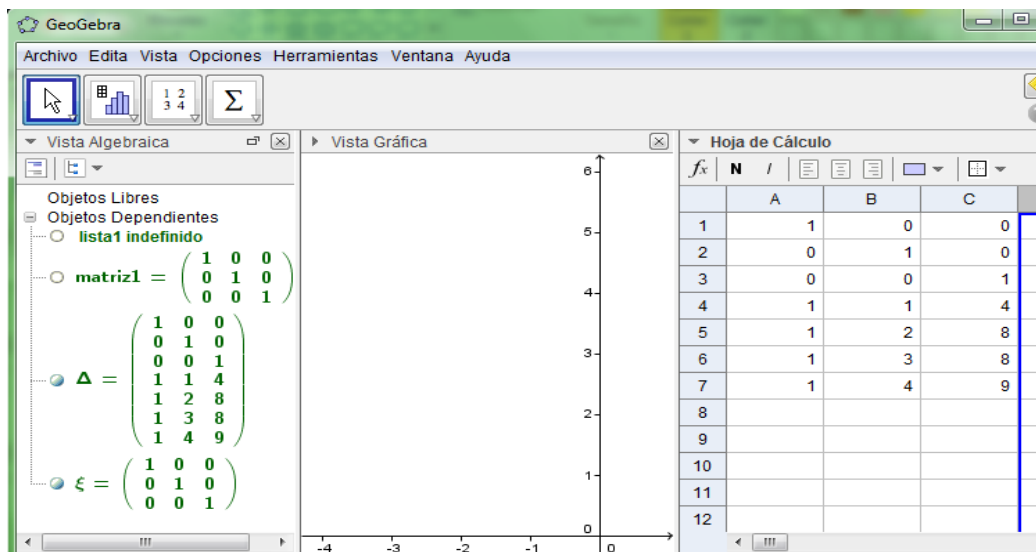 GeoGebra
Archivo Edita Vista Opciones Herramientas Ventana Ayuda
1 2
3 4
Σ
Vista Algebraica
Objetos Libres
Objetos Dependientes
lista1 indefinido
matriz1 = ( 1 0 0
0 1 0
0 0 1 )
Δ = ( 1 0 0
0 1 0
0 0 1
1 1 4
1 2 8
1 3 8
1 4 9 )
ξ = ( 1 0 0
0 1 0
0 0 1 )
Vista Gráfica
6
5
4
3
2
1
0
-4 -3 -2 -1 0
Hoja de Cálculo
fx N I
A B C
1 1 0 0
2 0 1 0
3 0 0 1
4 1 1 4
5 1 2 8
6 1 3 8
7 1 4 9
8
9
10
11
12